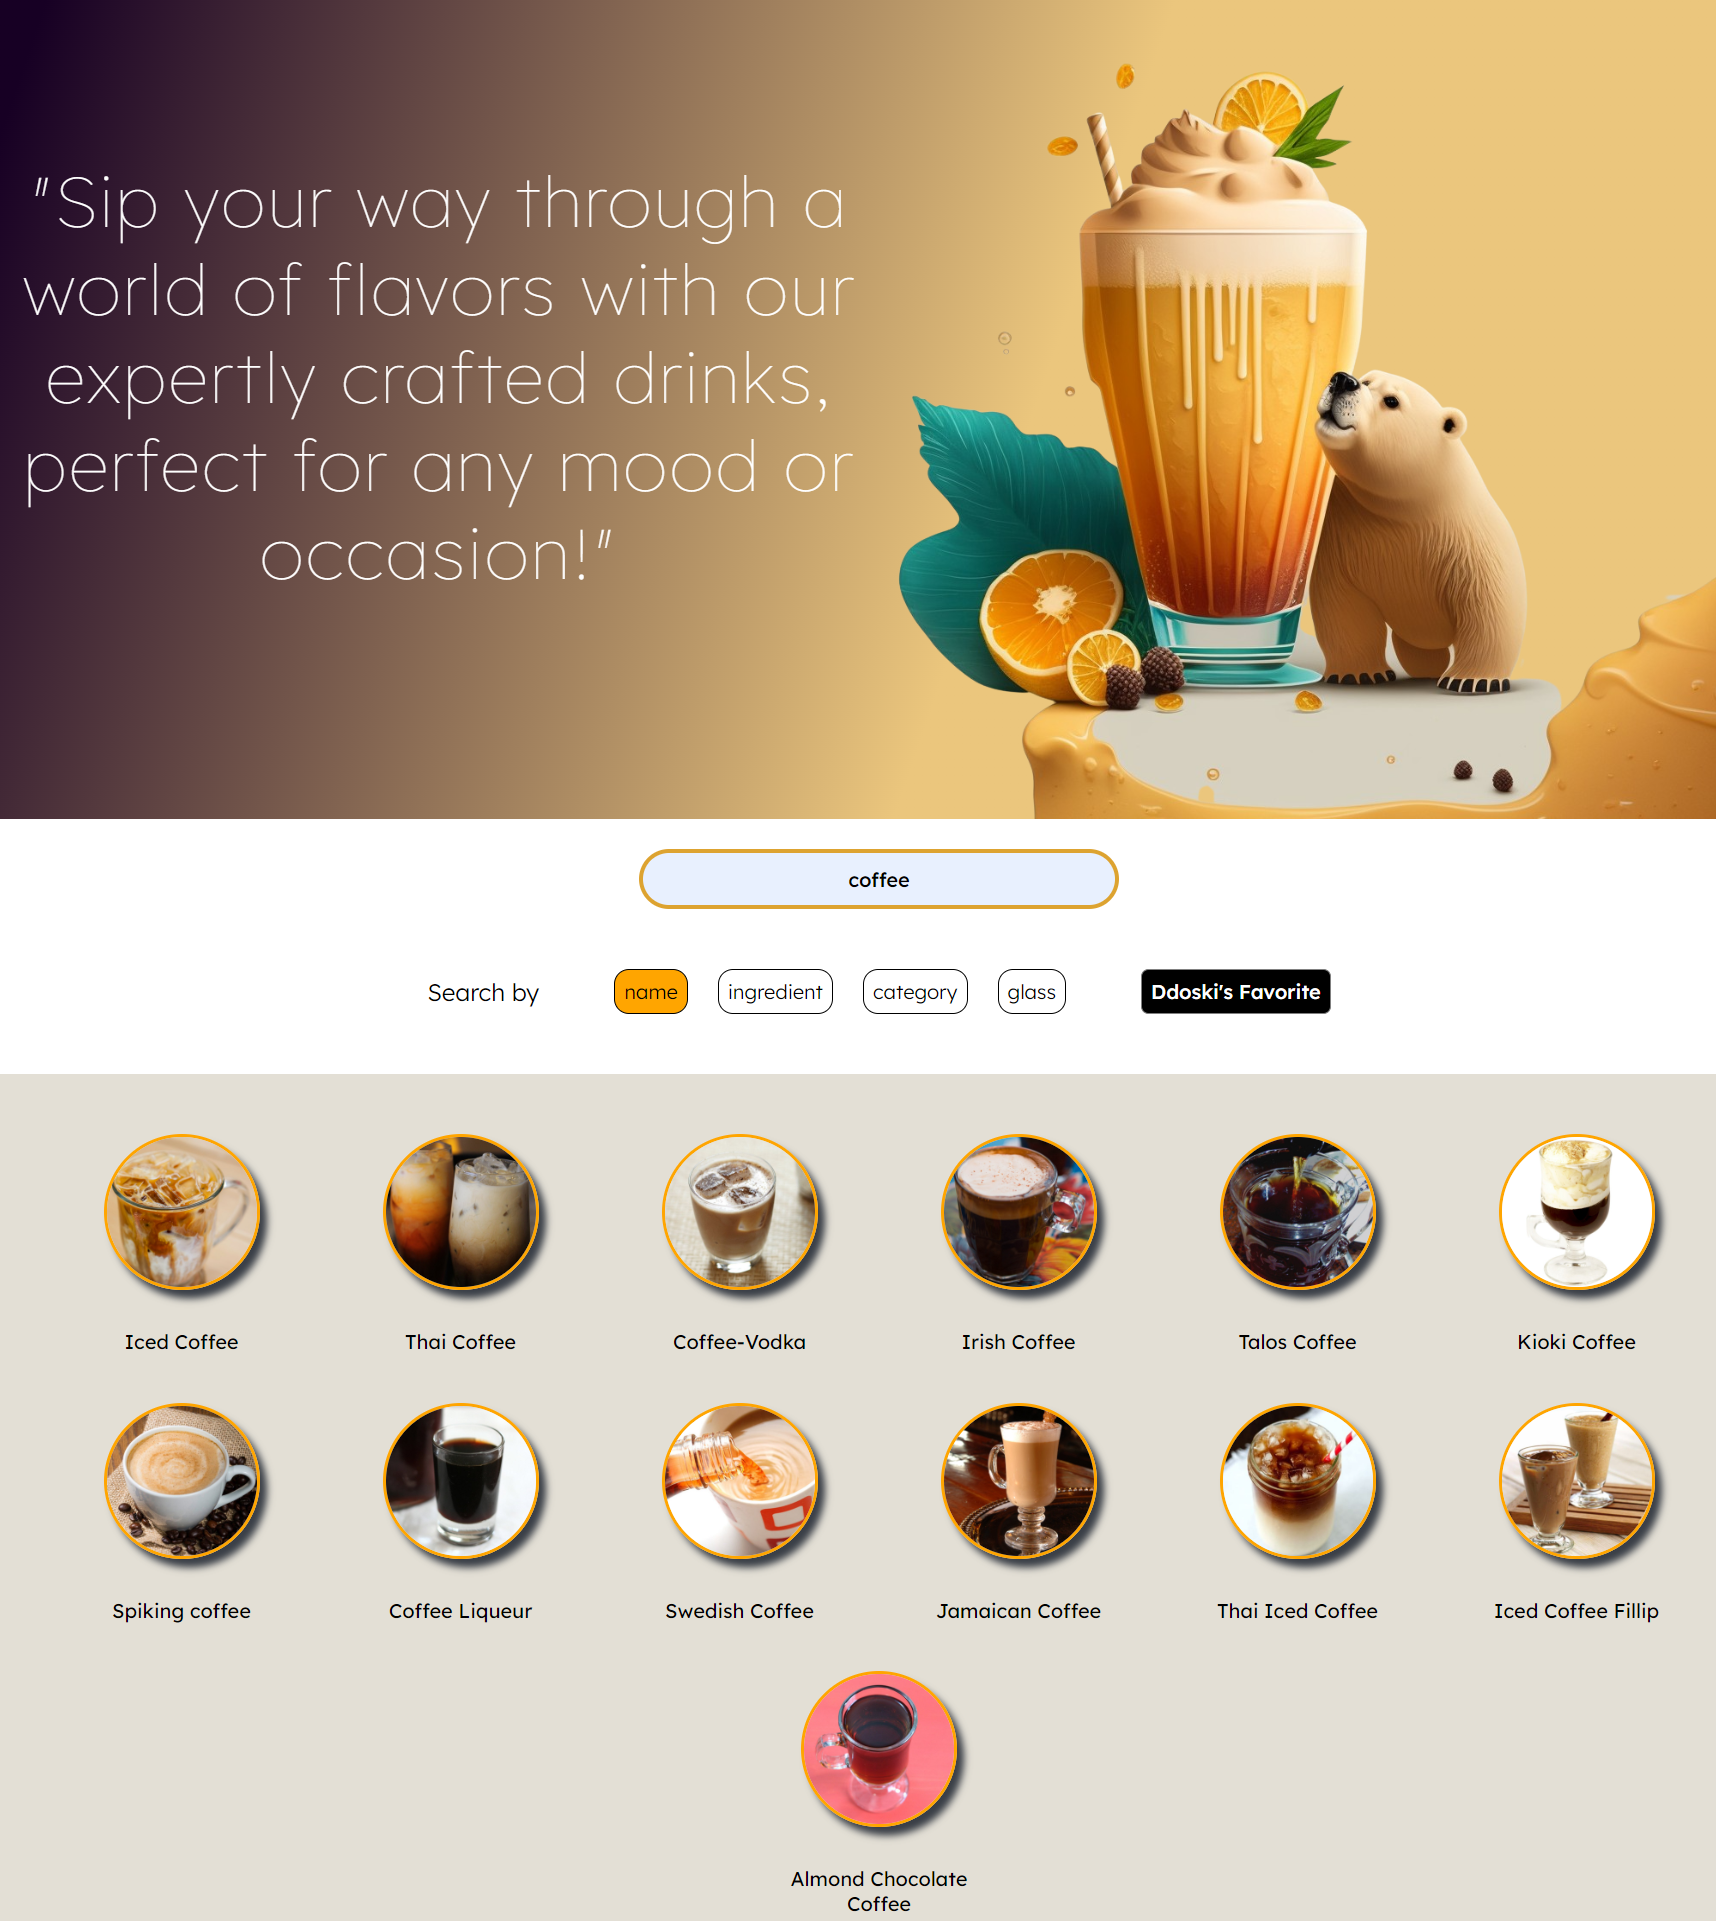 "Sip your way through a
world of flavors with our
expertly crafted drinks,
perfect for any mood or
occasion!"
coffee
Search by name ingredient category glass Ddoski's Favorite
Iced Coffee Thai Coffee Coffee-Vodka Irish Coffee Talos Coffee Kioki Coffee
Spiking coffee Coffee Liqueur Swedish Coffee Jamaican Coffee Thai Iced Coffee Iced Coffee Fillip
Almond Chocolate
Coffee